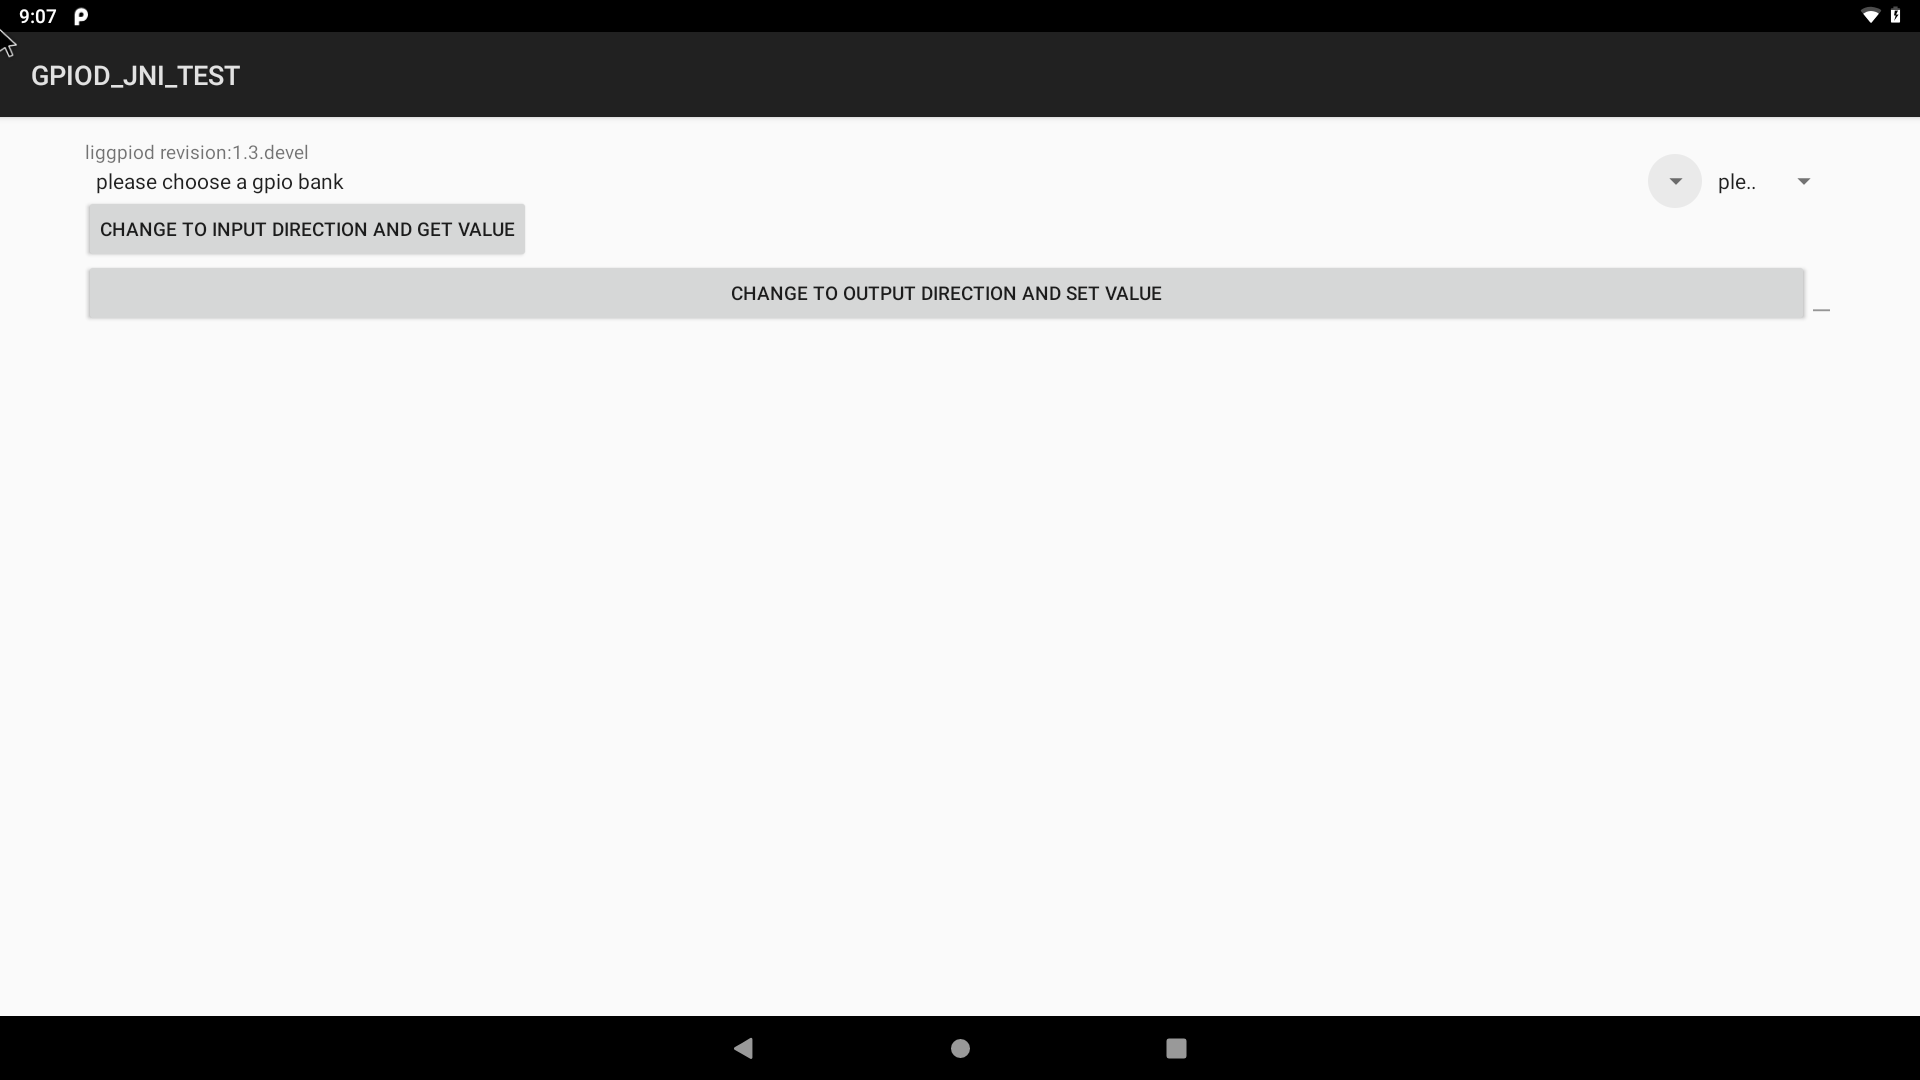 9:07
GPIOD_JNI_TEST
liggpiod revision:1.3.devel
please choose a gpio bank ple..
CHANGE TO INPUT DIRECTION AND GET VALUE
CHANGE TO OUTPUT DIRECTION AND SET VALUE